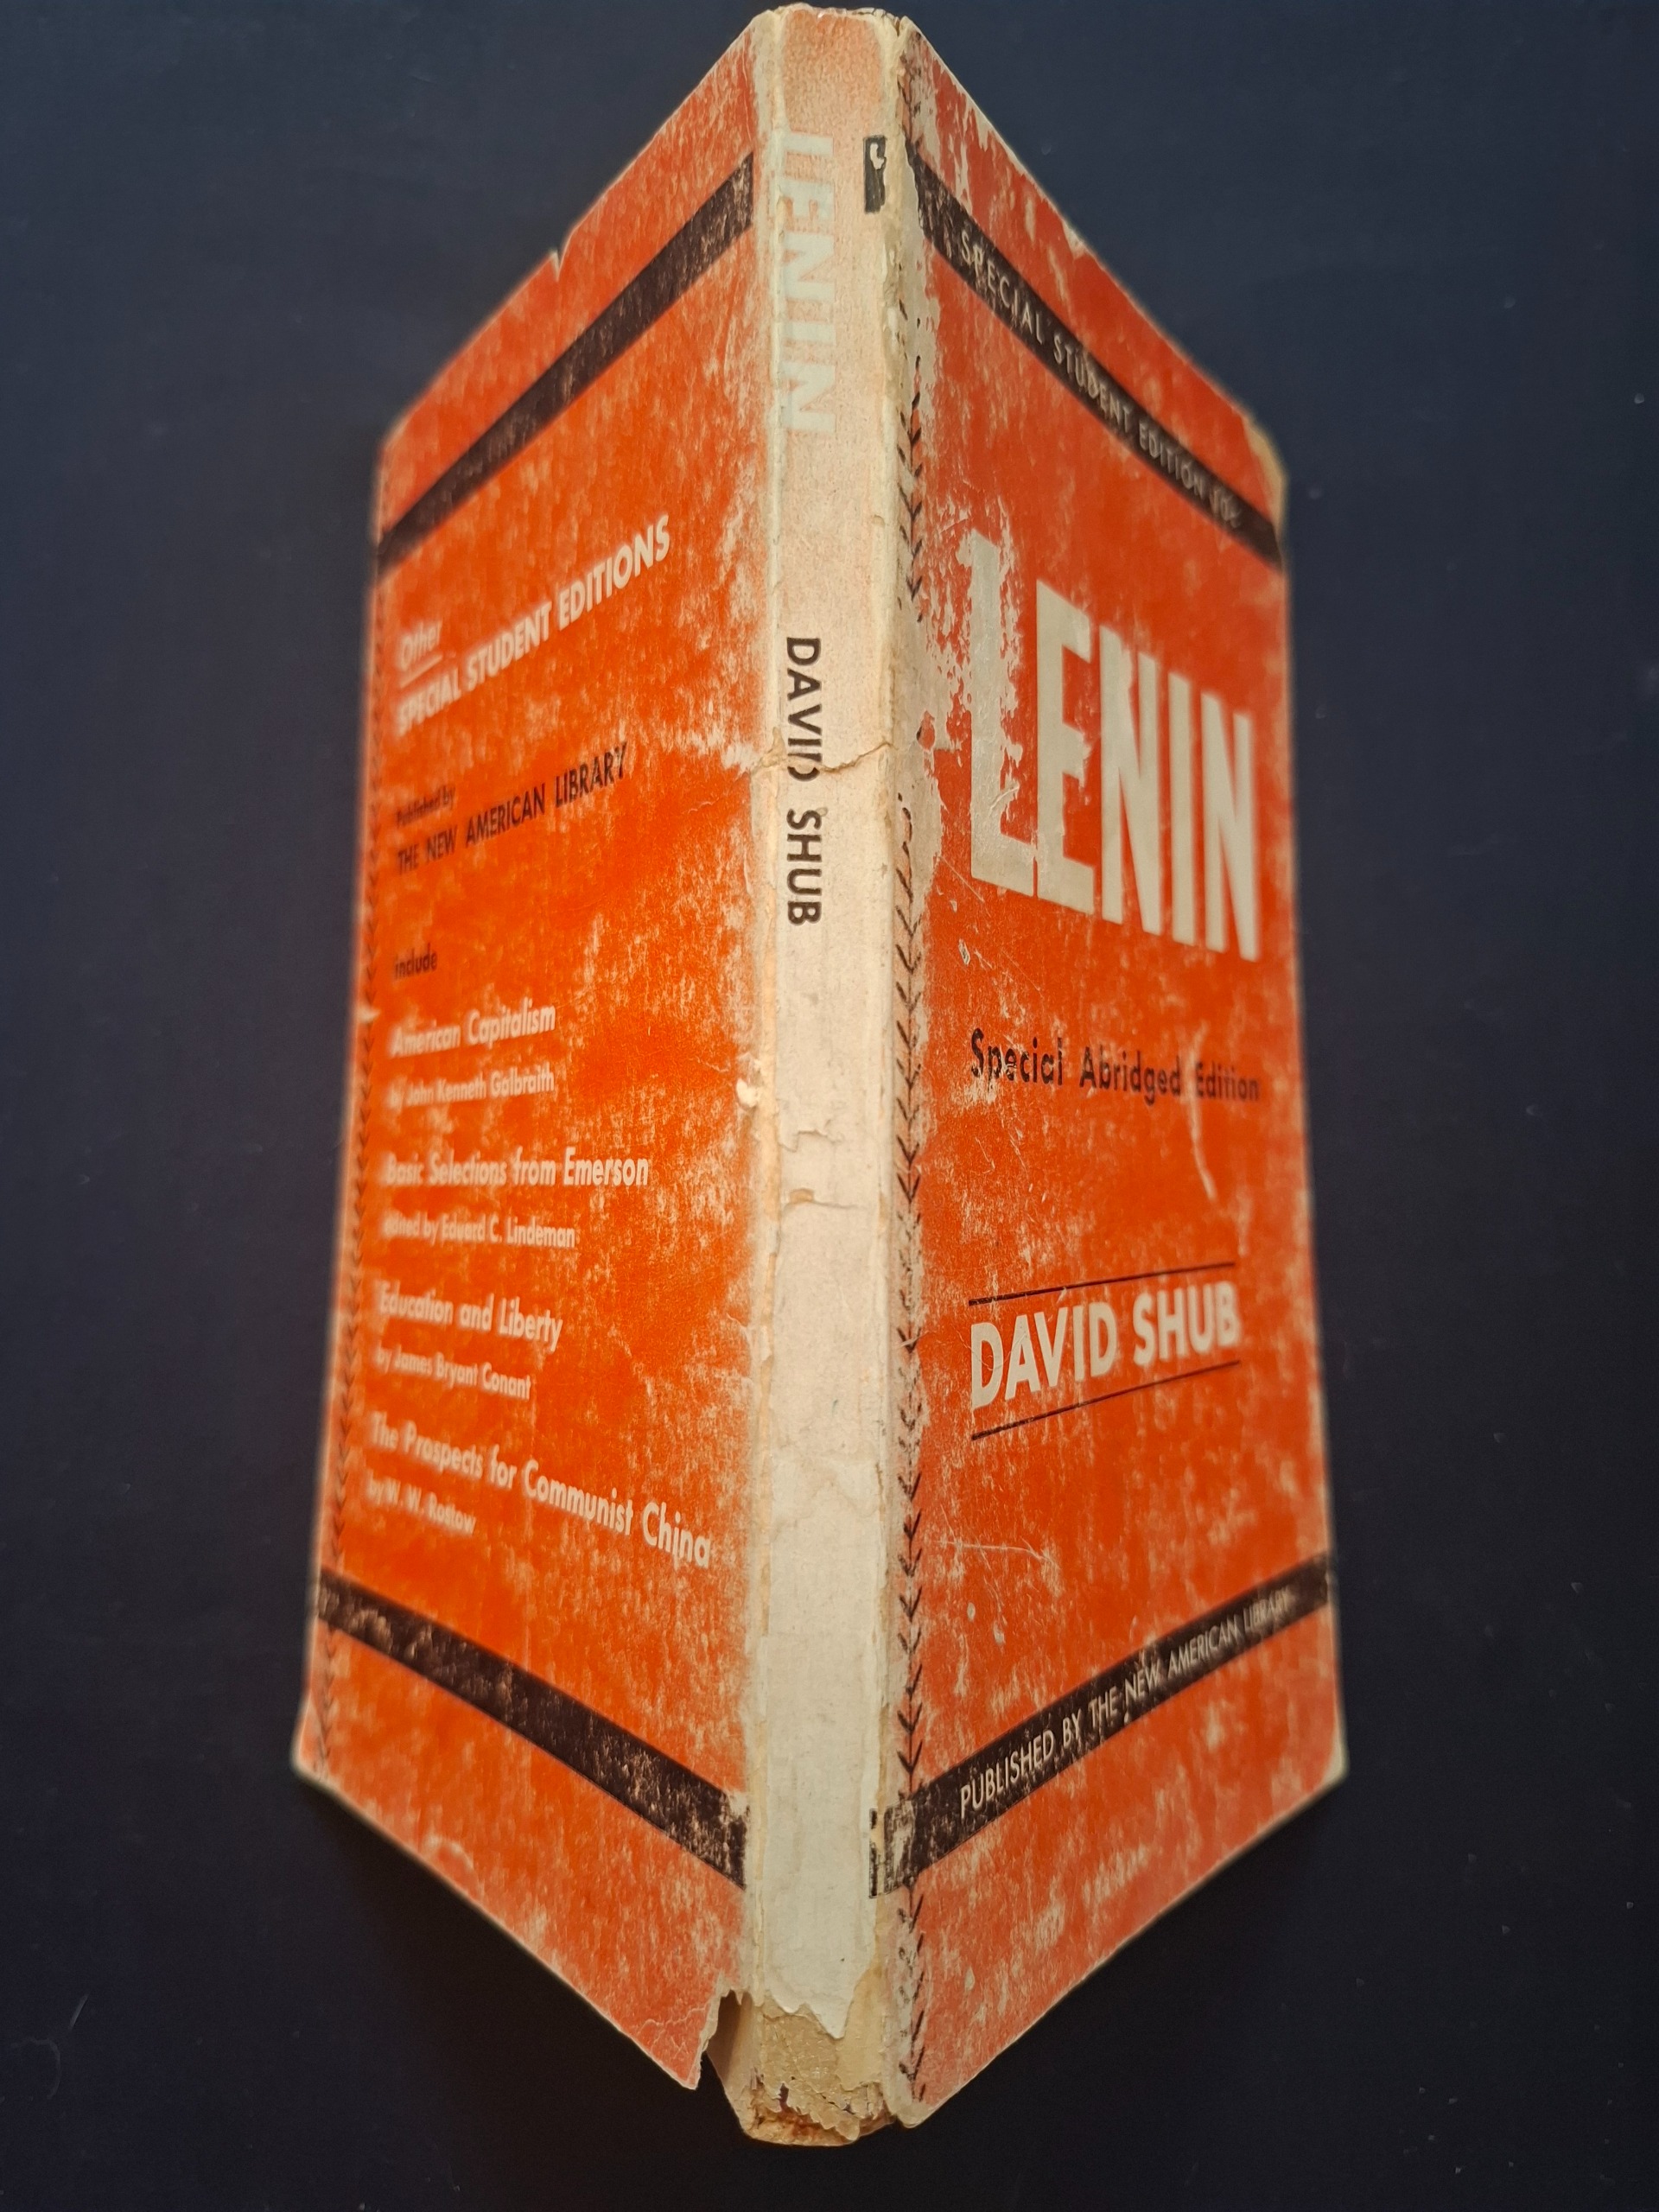 Other
SPECIAL STUDENT EDITIONS
Published by
THE NEW AMERICAN LIBRARY
include
American Capitalism
by John Kenneth Galbraith
Basic Selections from Emerson
edited by Eduard C. Lindeman
Education and Liberty
by James Bryant Conant
The Prospects for Communist China
by W. W. Rostow
LENIN
DAVID SHUB
SPECIAL STUDENT EDITION
LENIN
Special Abridged Edition
DAVID SHUB
PUBLISHED BY THE NEW AMERICAN LIBRARY